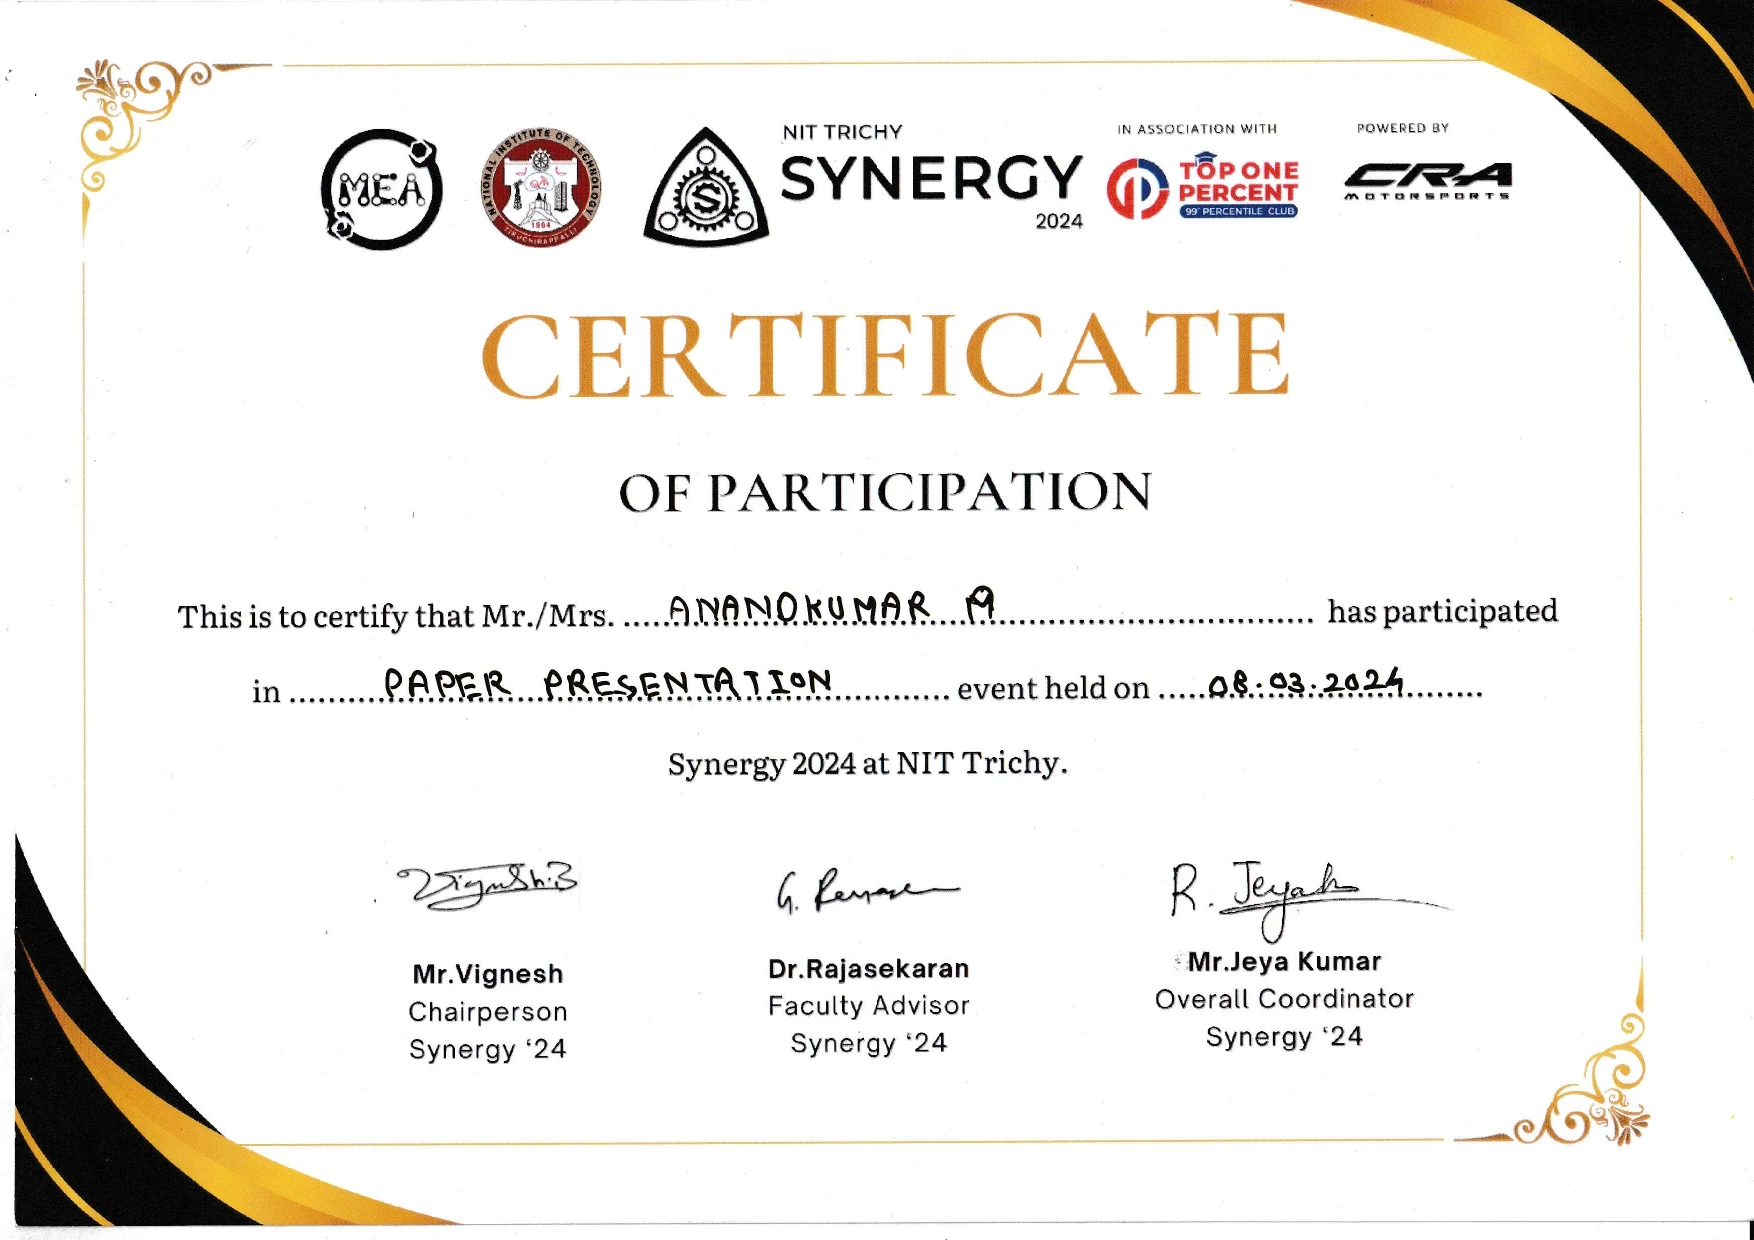 MEA
NATIONAL INSTITUTE OF TECHNOLOGY
1964
TIRUCHIRAPPALLI
S
NIT TRICHY
SYNERGY
2024
IN ASSOCIATION WITH
TOP ONE
PERCENT
99' PERCENTILE CLUB
POWERED BY
CRA
MOTORSPORTS
CERTIFICATE
OF PARTICIPATION
This is to certify that Mr./Mrs. .....ANANDKUMAR M............................... has participated
in .........PAPER PRESENTATION............ event held on .....08.03.2024........
Synergy 2024 at NIT Trichy.
Vignesh.B
R. Jeyak
Mr.Vignesh
Chairperson
Synergy ‘24
Dr.Rajasekaran
Faculty Advisor
Synergy ‘24
Mr.Jeya Kumar
Overall Coordinator
Synergy ‘24